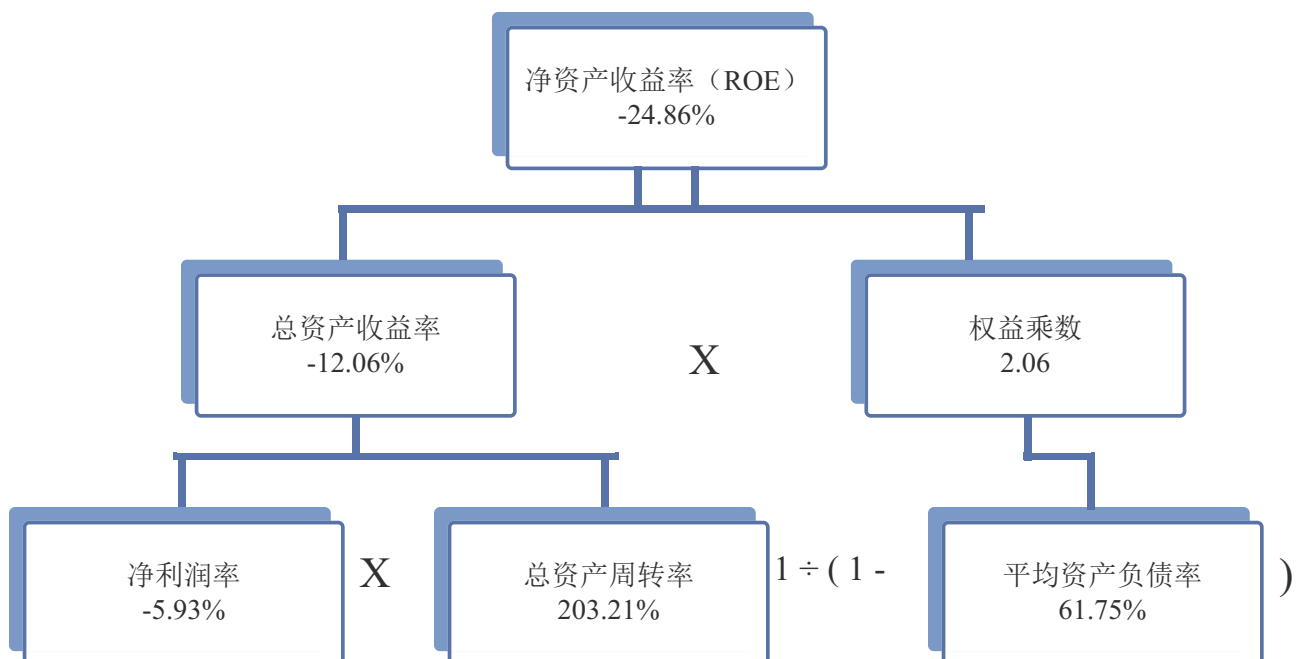 净资产收益率（ROE）
-24.86%
总资产收益率
-12.06%
X
权益乘数
2.06
净利润率
-5.93%
X
总资产周转率
203.21%
1 ÷ ( 1 -
平均资产负债率
61.75%
)